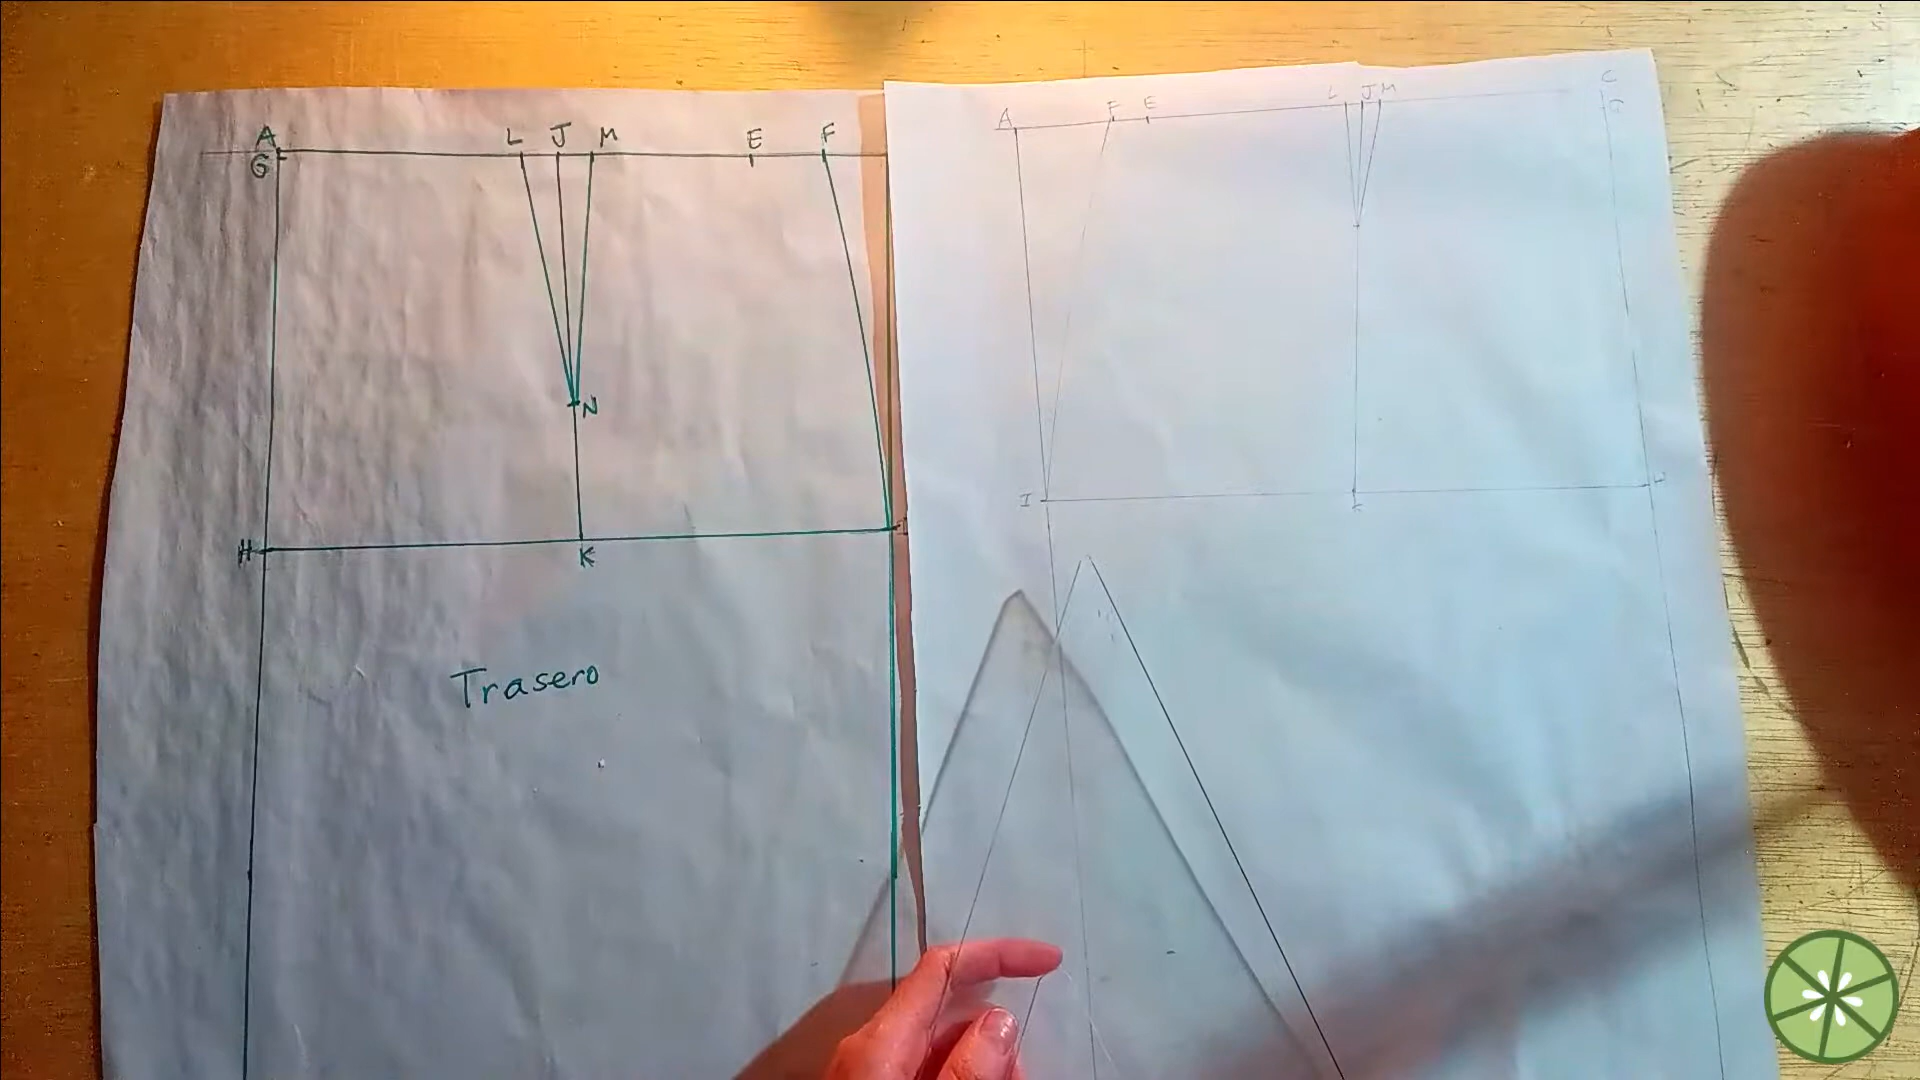 A L J M E F
G
N
H K I
Trasero
A F E L J M C
I